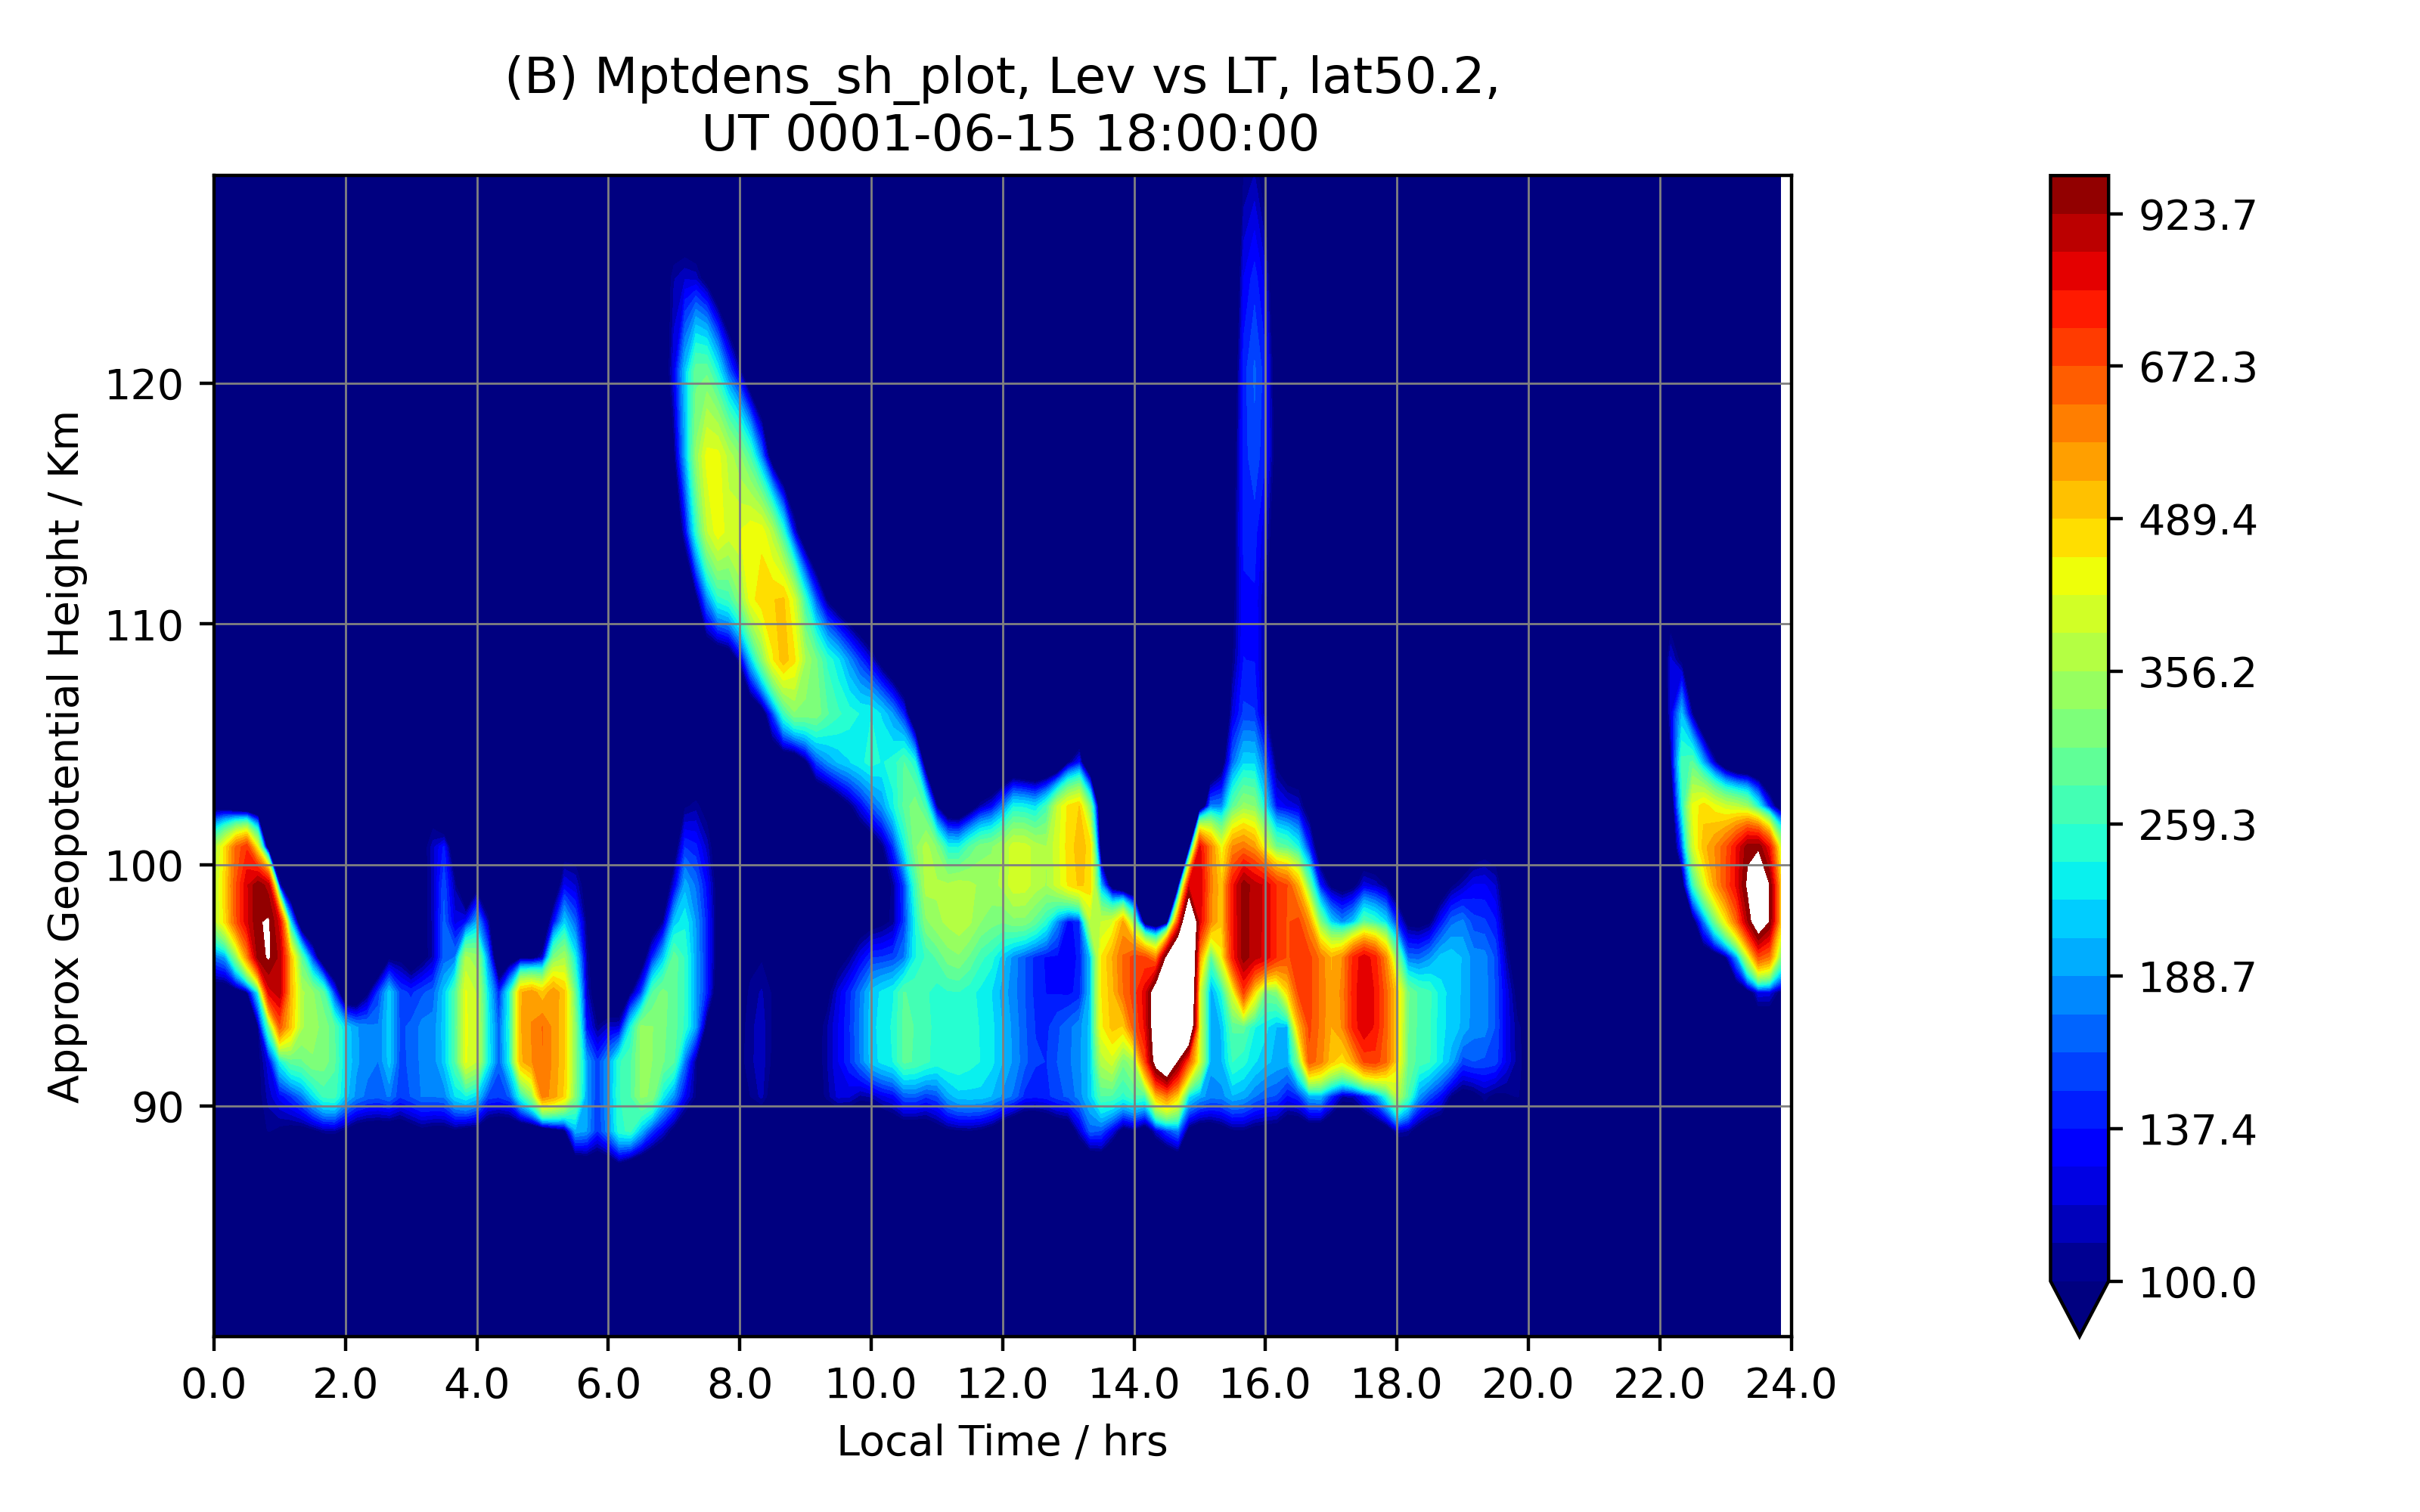 (B) Mptdens_sh_plot, Lev vs LT, lat50.2,
UT 0001-06-15 18:00:00
Approx Geopotential Height / Km
120
110
100
90
0.0 2.0 4.0 6.0 8.0 10.0 12.0 14.0 16.0 18.0 20.0 22.0 24.0
Local Time / hrs
923.7
672.3
489.4
356.2
259.3
188.7
137.4
100.0